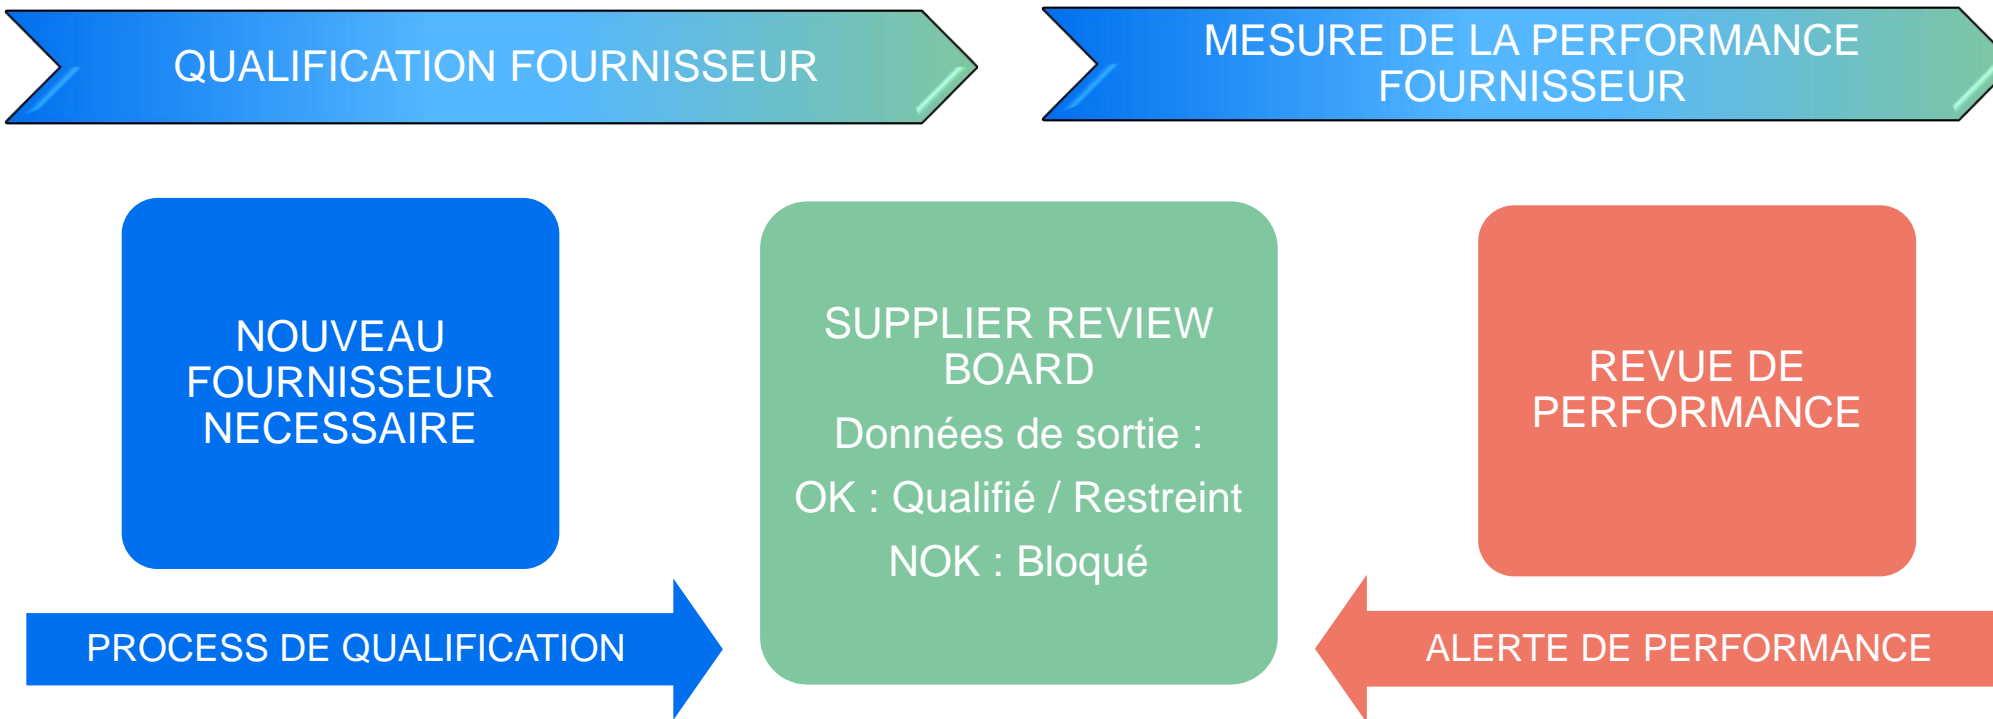 QUALIFICATION FOURNISSEUR
MESURE DE LA PERFORMANCE
FOURNISSEUR
NOUVEAU
FOURNISSEUR
NECESSAIRE
PROCESS DE QUALIFICATION
SUPPLIER REVIEW
BOARD
Données de sortie :
OK : Qualifié / Restreint
NOK : Bloqué
REVUE DE
PERFORMANCE
ALERTE DE PERFORMANCE